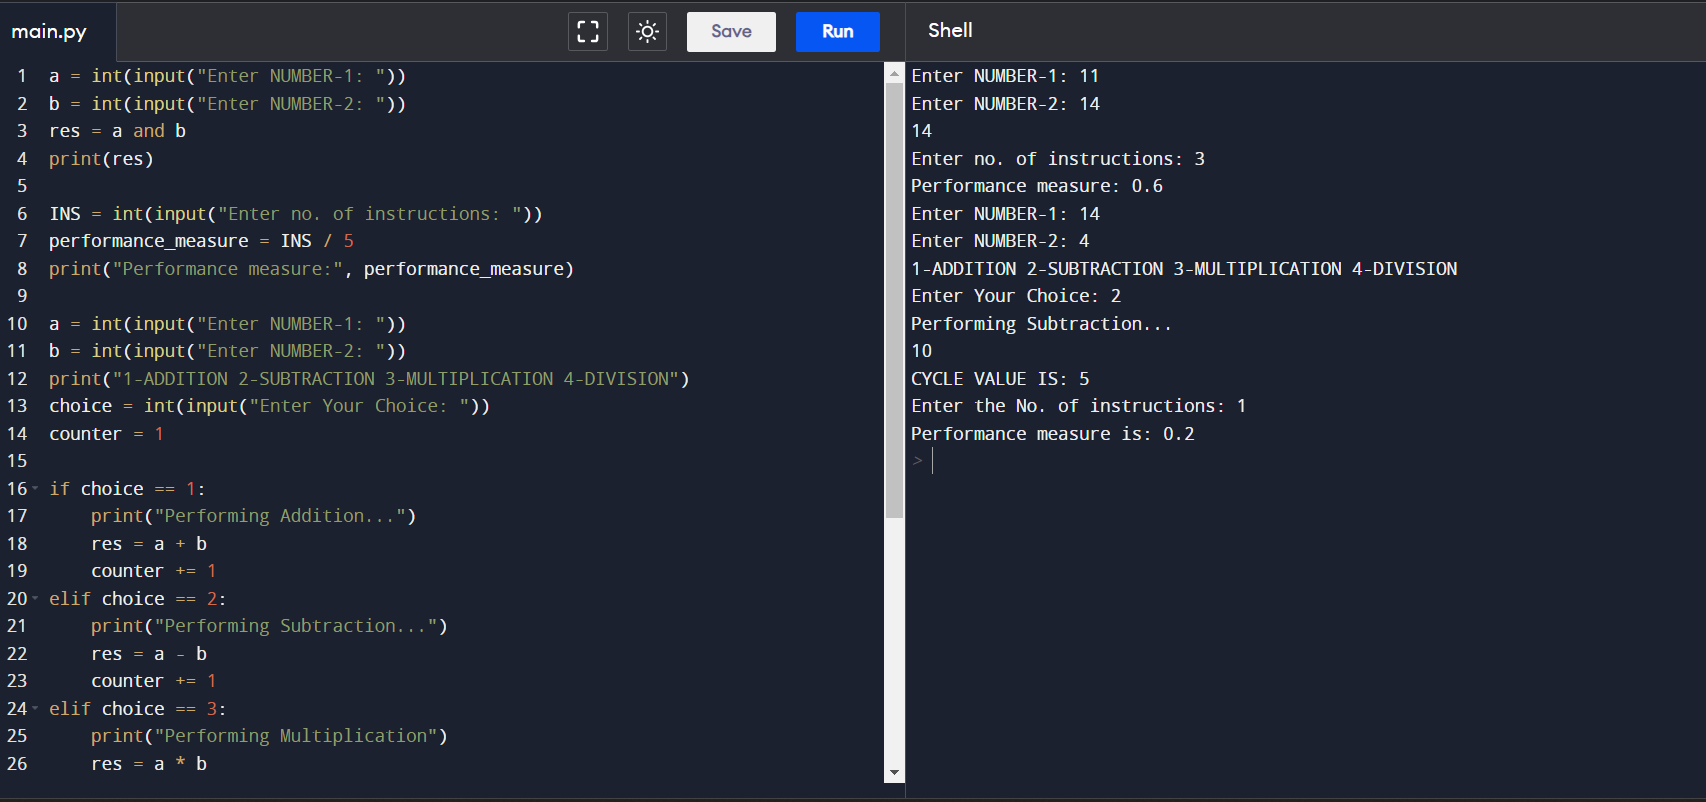 main.py
Save
Run
Shell
1 a = int(input("Enter NUMBER-1: "))
2 b = int(input("Enter NUMBER-2: "))
3 res = a and b
4 print(res)
5
6 INS = int(input("Enter no. of instructions: "))
7 performance_measure = INS / 5
8 print("Performance measure:", performance_measure)
9
10 a = int(input("Enter NUMBER-1: "))
11 b = int(input("Enter NUMBER-2: "))
12 print("1-ADDITION 2-SUBTRACTION 3-MULTIPLICATION 4-DIVISION")
13 choice = int(input("Enter Your Choice: "))
14 counter = 1
15
16 if choice == 1:
17     print("Performing Addition...")
18     res = a + b
19     counter += 1
20 elif choice == 2:
21     print("Performing Subtraction...")
22     res = a - b
23     counter += 1
24 elif choice == 3:
25     print("Performing Multiplication")
26     res = a * b
Enter NUMBER-1: 11
Enter NUMBER-2: 14
14
Enter no. of instructions: 3
Performance measure: 0.6
Enter NUMBER-1: 14
Enter NUMBER-2: 4
1-ADDITION 2-SUBTRACTION 3-MULTIPLICATION 4-DIVISION
Enter Your Choice: 2
Performing Subtraction...
10
CYCLE VALUE IS: 5
Enter the No. of instructions: 1
Performance measure is: 0.2
>